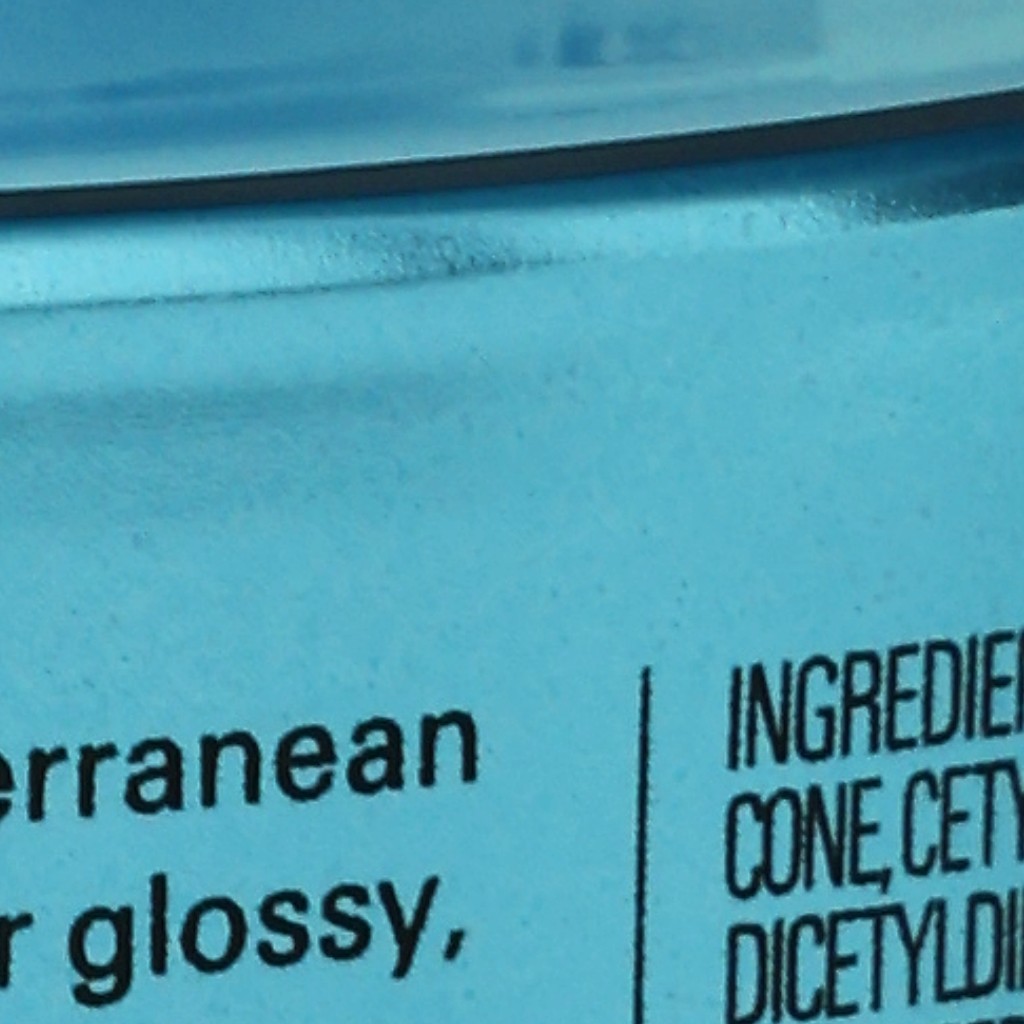 erranean
r glossy,
INGREDIE
CONE, CETY
DICETYLDI